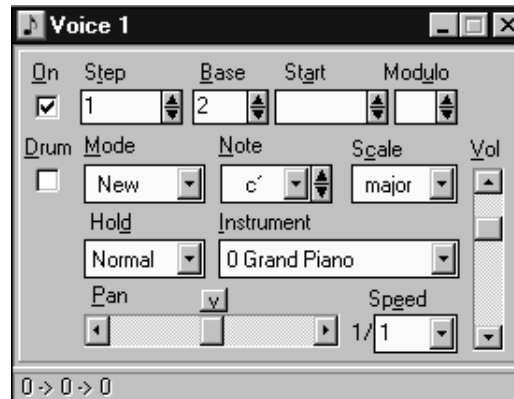 Voice 1
On Step Base Start Modulo
1 2
Drum Mode Note Scale Vol
New c´ major
Hold Instrument
Normal 0 Grand Piano
Pan v Speed
1/ 1
0 -> 0 -> 0